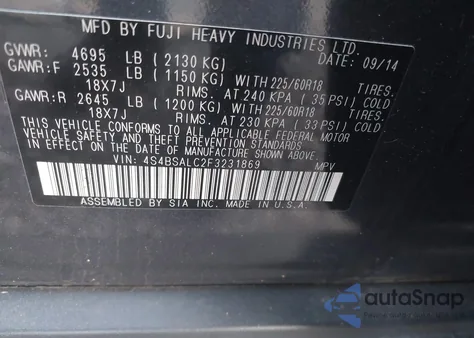 MFD BY FUJI HEAVY INDUSTRIES LTD.
GVWR: 4695 LB (2130 KG) DATE: 09/14
GAWR:F 2535 LB (1150 KG) WITH 225/60R18 TIRES,
18X7J RIMS. AT 240 KPA (35 PSI) COLD
GAWR:R 2645 LB (1200 KG) WITH 225/60R18 TIRES,
18X7J RIMS. AT 230 KPA (33 PSI) COLD
THIS VEHICLE CONFORMS TO ALL APPLICABLE FEDERAL MOTOR
VEHICLE SAFETY AND THEFT PREVENTION STANDARDS IN
EFFECT ON THE DATE OF MANUFACTURE SHOWN ABOVE.
VIN: 4S4BSALC2F3231869 MPV
ASSEMBLED BY SIA INC. MADE IN U.S.A.
autoSnap